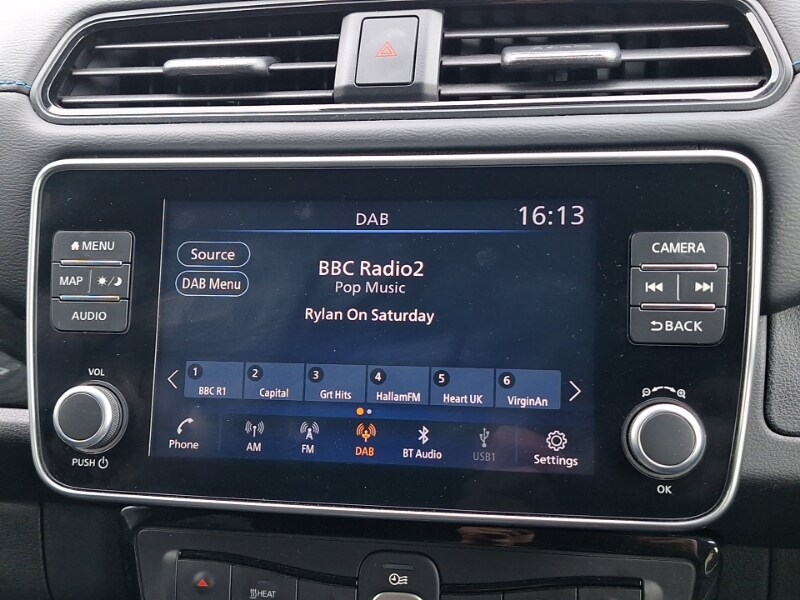 DAB
16:13
MENU
MAP
AUDIO
VOL
PUSH
Source
DAB Menu
BBC Radio2
Pop Music
Rylan On Saturday
1 BBC R1
2 Capital
3 Grt Hits
4 HallamFM
5 Heart UK
6 VirginAn
Phone
AM
FM
DAB
BT Audio
USB1
Settings
CAMERA
BACK
OK
HEAT